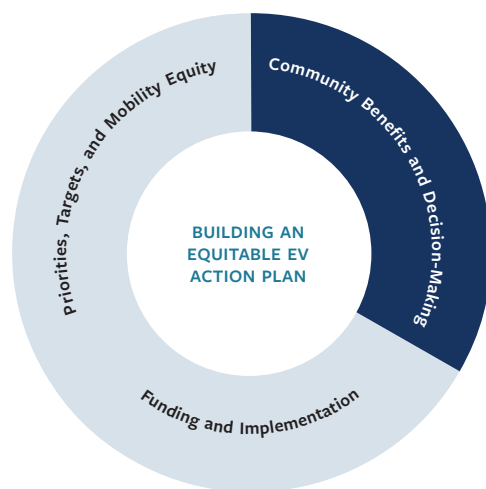 Community Benefits and Decision-Making
Priorities, Targets, and Mobility Equity
BUILDING AN
EQUITABLE EV
ACTION PLAN
Funding and Implementation